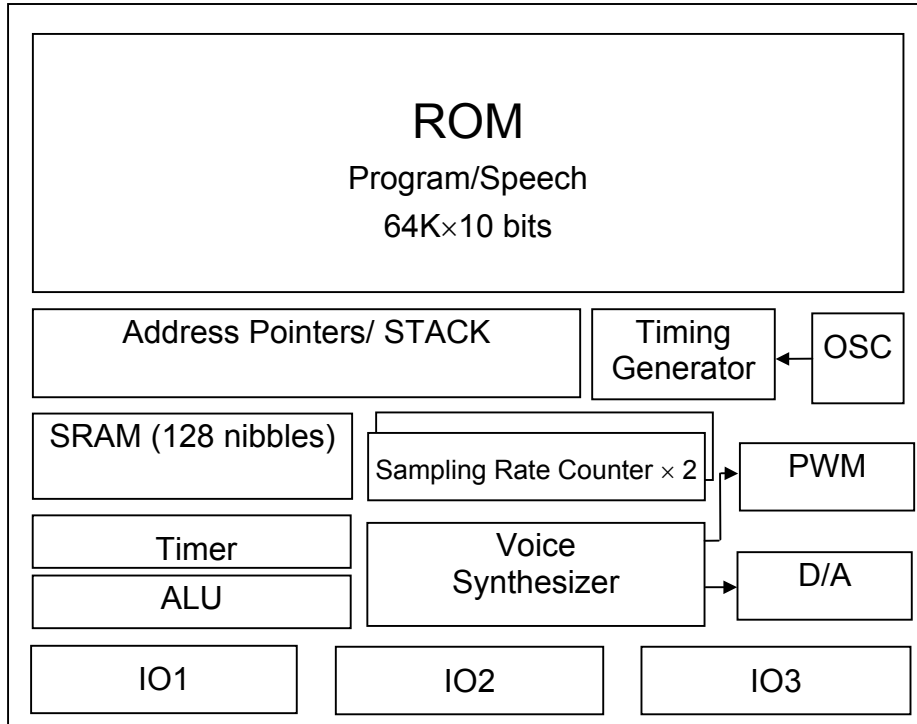 ROM
Program/Speech
64K×10 bits
Address Pointers/ STACK
Timing
Generator
OSC
SRAM (128 nibbles)
Sampling Rate Counter × 2
PWM
Timer
Voice
Synthesizer
D/A
ALU
IO1
IO2
IO3